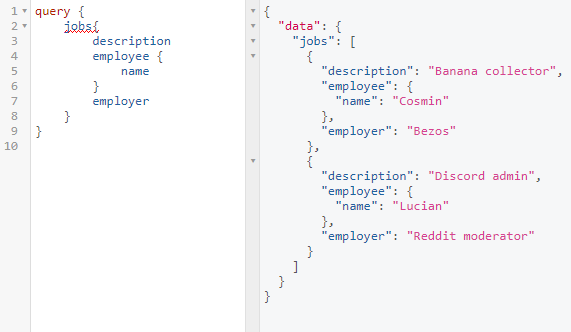 1 query {
2 jobs{
3 description
4 employee {
5 name
6 }
7 employer
8 }
9 }
10
{
"data": {
"jobs": [
{
"description": "Banana collector",
"employee": {
"name": "Cosmin"
},
"employer": "Bezos"
},
{
"description": "Discord admin",
"employee": {
"name": "Lucian"
},
"employer": "Reddit moderator"
}
]
}
}